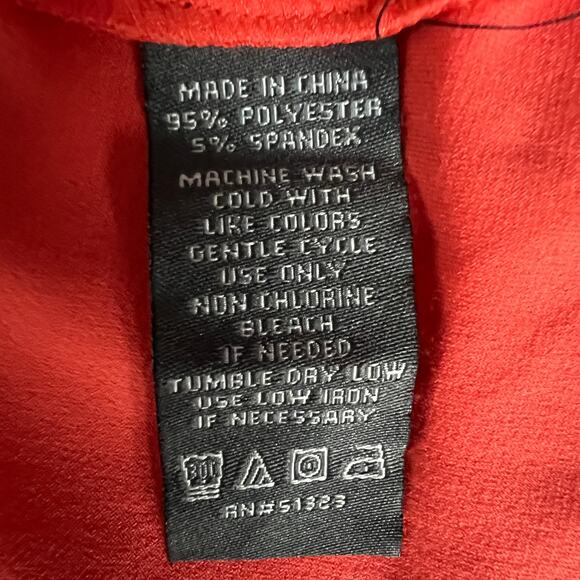 MADE IN CHINA
95% POLYESTER
5% SPANDEX
MACHINE WASH
COLD WITH
LIKE COLORS
GENTLE CYCLE
USE ONLY
NON CHLORINE
BLEACH
IF NEEDED
TUMBLE DRY LOW
USE LOW IRON
IF NECESSARY
30C
RN#51323